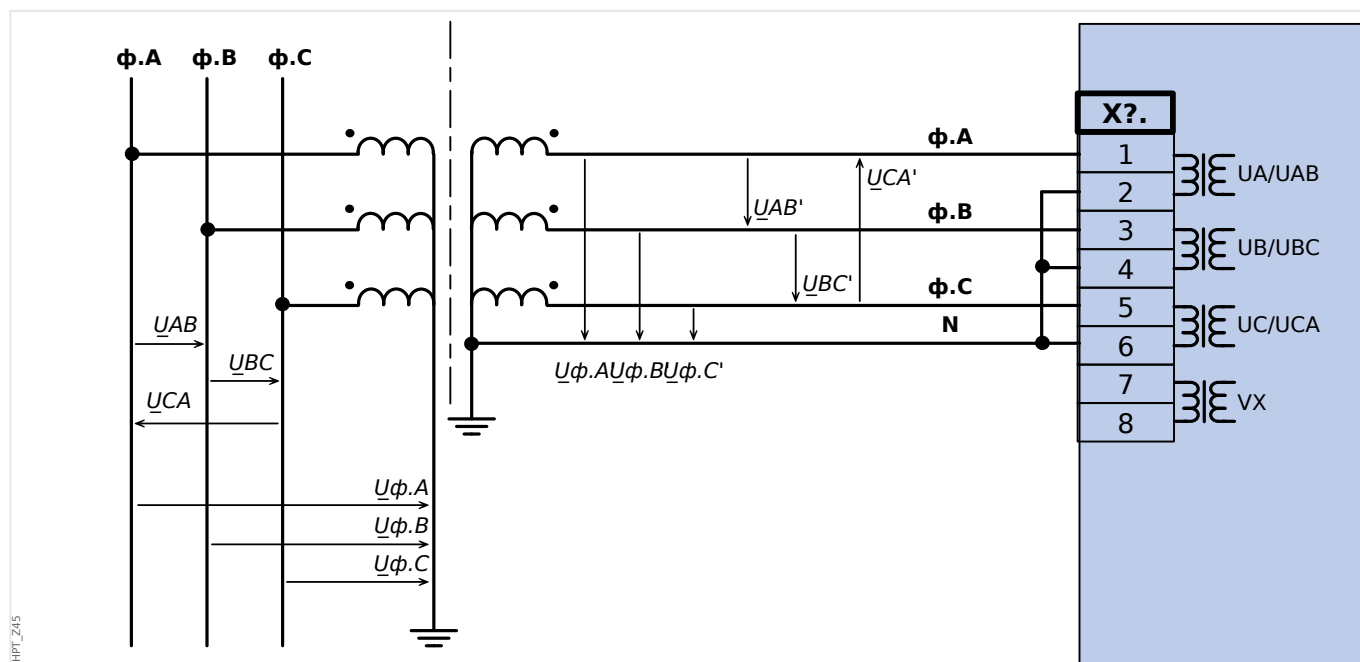 ф.A ф.B ф.C
X?.
ф.A
1
UA/UAB
UCA'
2
UAB'
ф.B
3
UB/UBC
4
UBC'
ф.C
5
UC/UCA
N
6
UAB
UBC
Uф.AUф.BUф.C'
7
VX
UCA
8
Uф.A
Uф.B
Uф.C
HPT_Z45